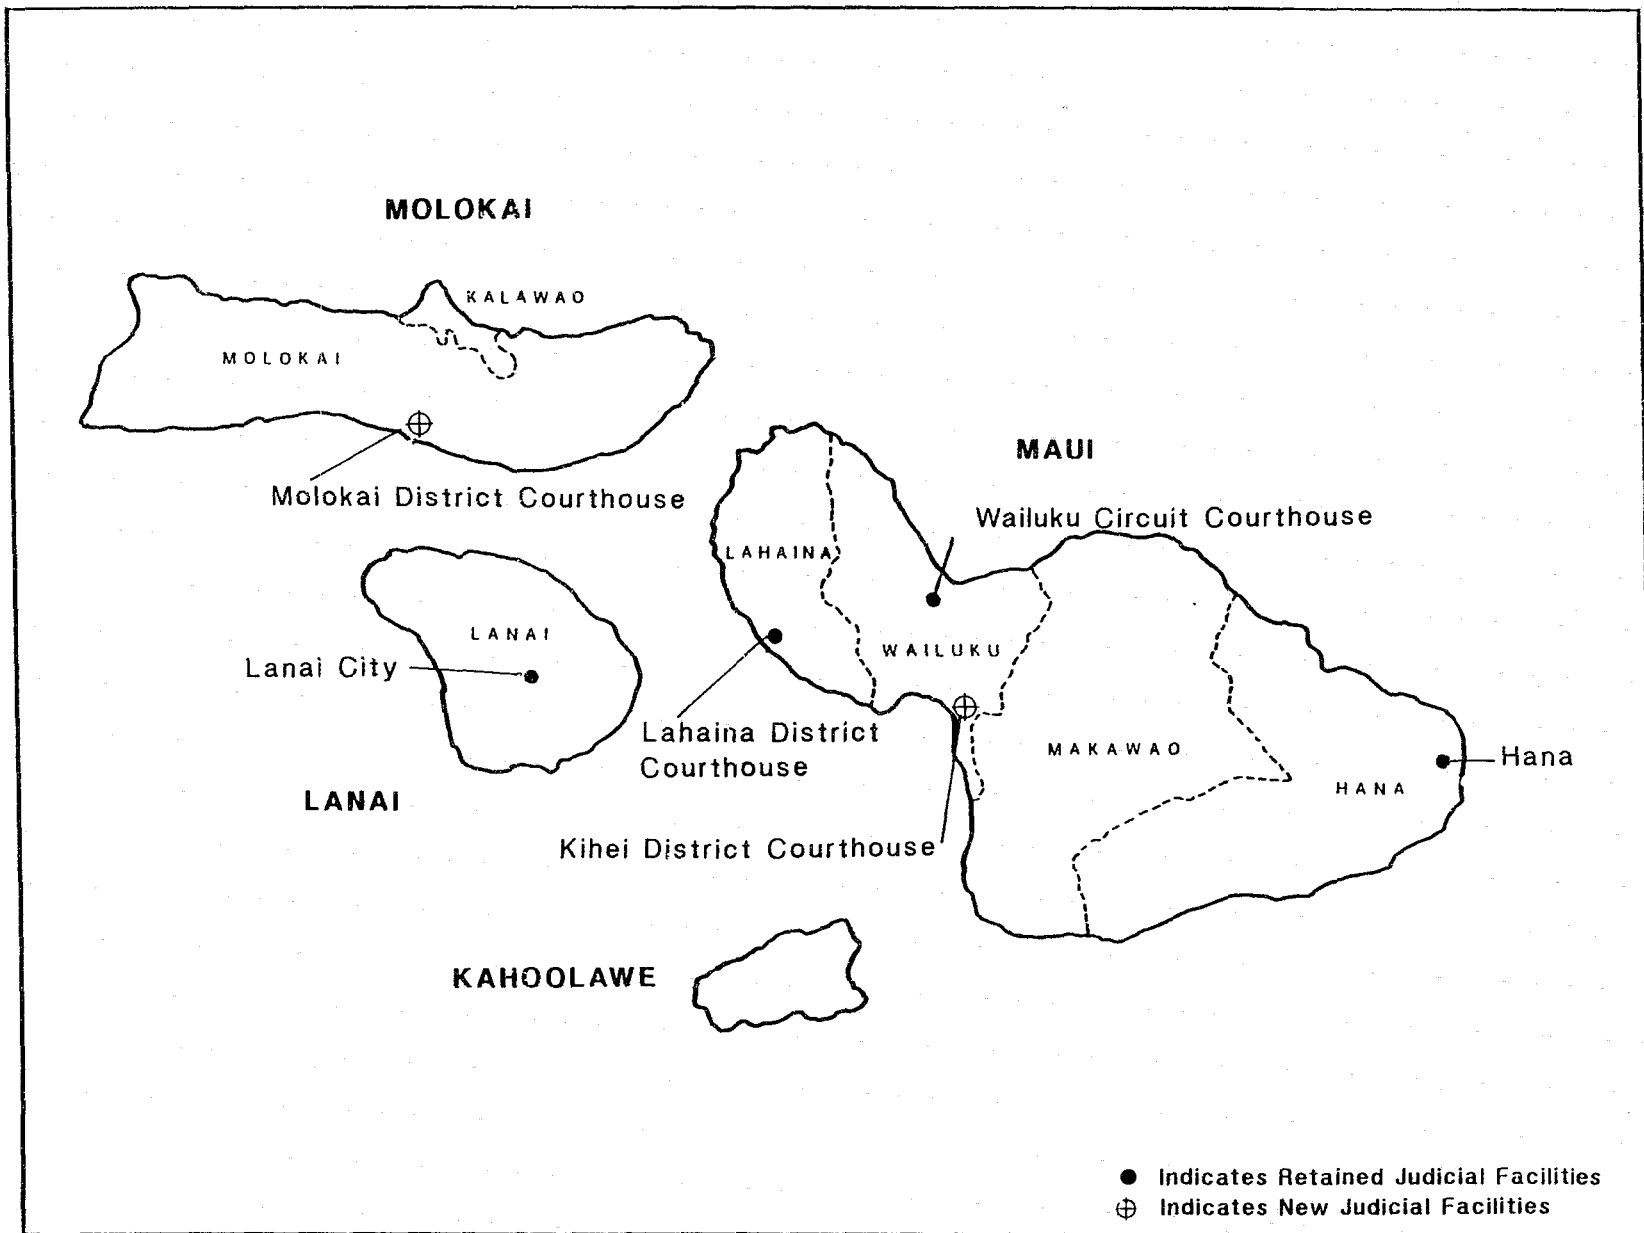 MOLOKAI
KALAWAO
MOLOKAI
Molokai District Courthouse
MAUI
Wailuku Circuit Courthouse
LAHAINA
LANAI
WAILUKU
Lanai City
Lahaina District
Courthouse
MAKAWAO
Hana
HANA
LANAI
Kihei District Courthouse
KAHOOLAWE
Indicates Retained Judicial Facilities
Indicates New Judicial Facilities